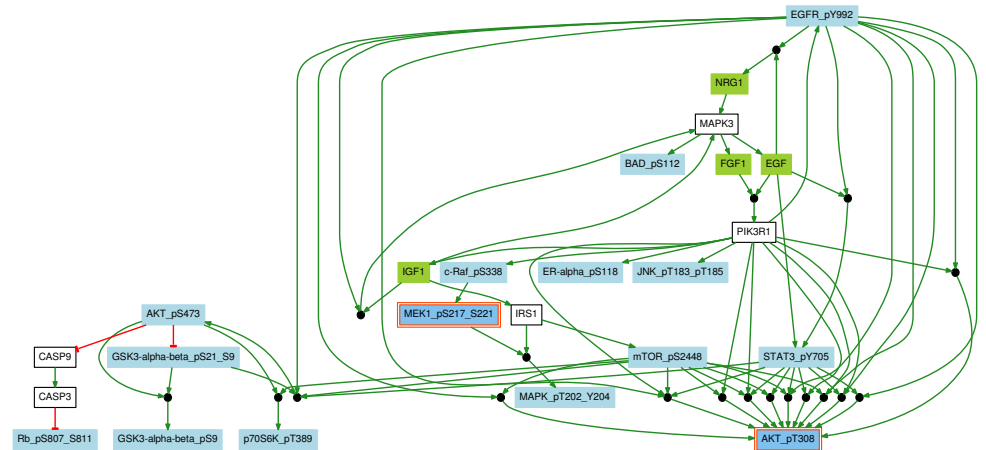 EGFR_pY992
NRG1
MAPK3
BAD_pS112
FGF1
EGF
PIK3R1
IGF1
c-Raf_pS338
ER-alpha_pS118
JNK_pT183_pT185
AKT_pS473
MEK1_pS217_S221
IRS1
CASP9
GSK3-alpha-beta_pS21_S9
mTOR_pS2448
STAT3_pY705
CASP3
MAPK_pT202_Y204
Rb_pS807_S811
GSK3-alpha-beta_pS9
p70S6K_pT389
AKT_pT308